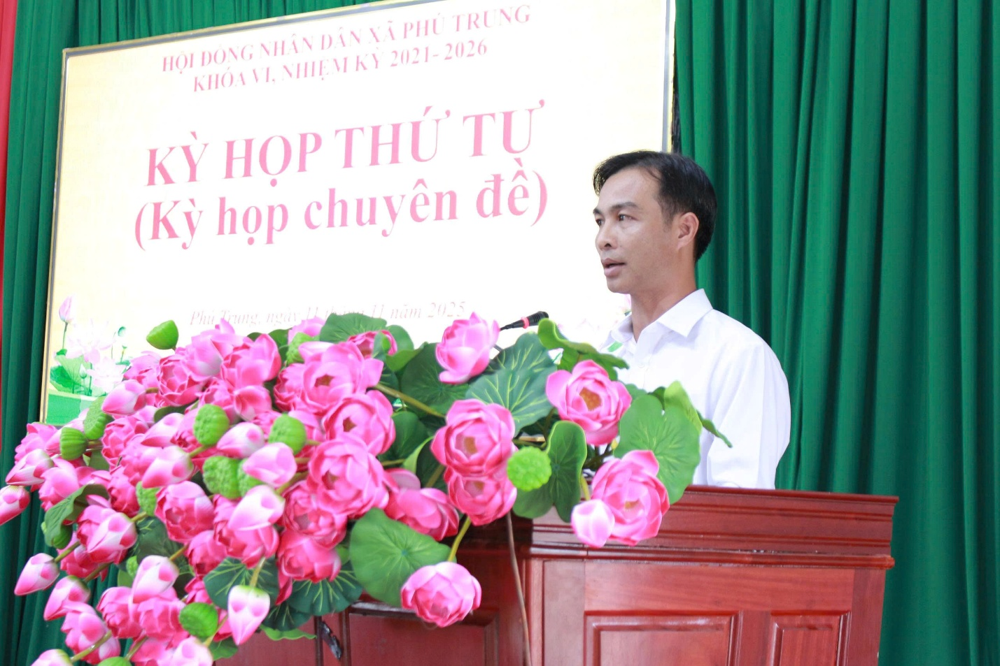 HỘI ĐỒNG NHÂN DÂN XÃ PHÚ TRUNG
KHÓA VI, NHIỆM KỲ 2021- 2026
KỲ HỌP THỨ TƯ
(Kỳ họp chuyên đề)
Phú Trung, ngày 11 tháng 11 năm 2025